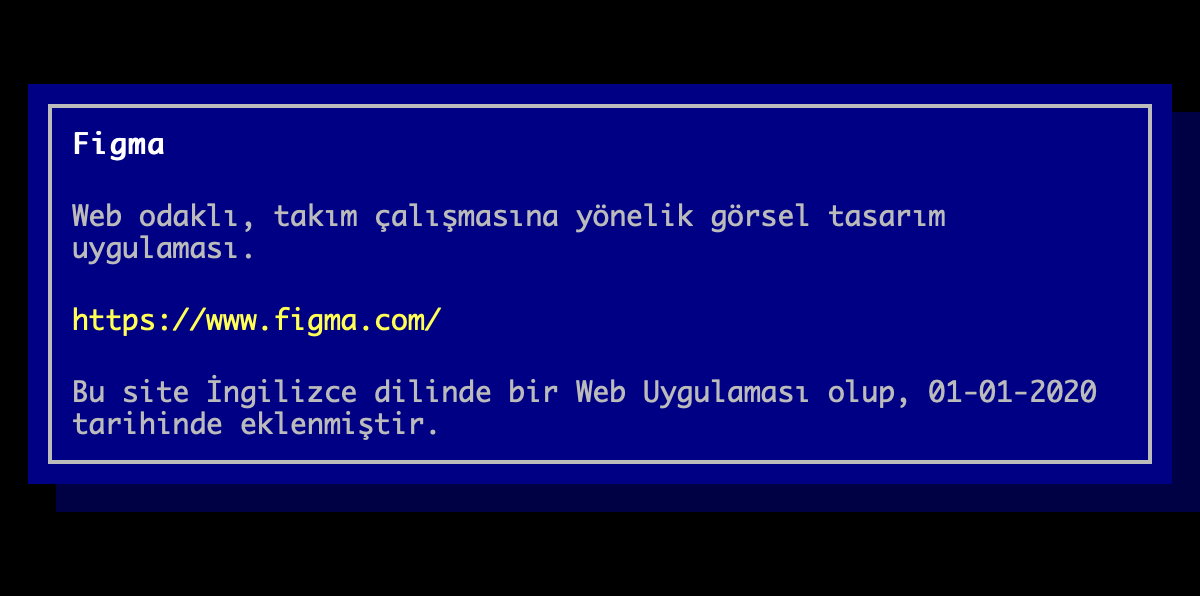 Figma
Web odaklı, takım çalışmasına yönelik görsel tasarım
uygulaması.
https://www.figma.com/
Bu site İngilizce dilinde bir Web Uygulaması olup, 01-01-2020
tarihinde eklenmiştir.